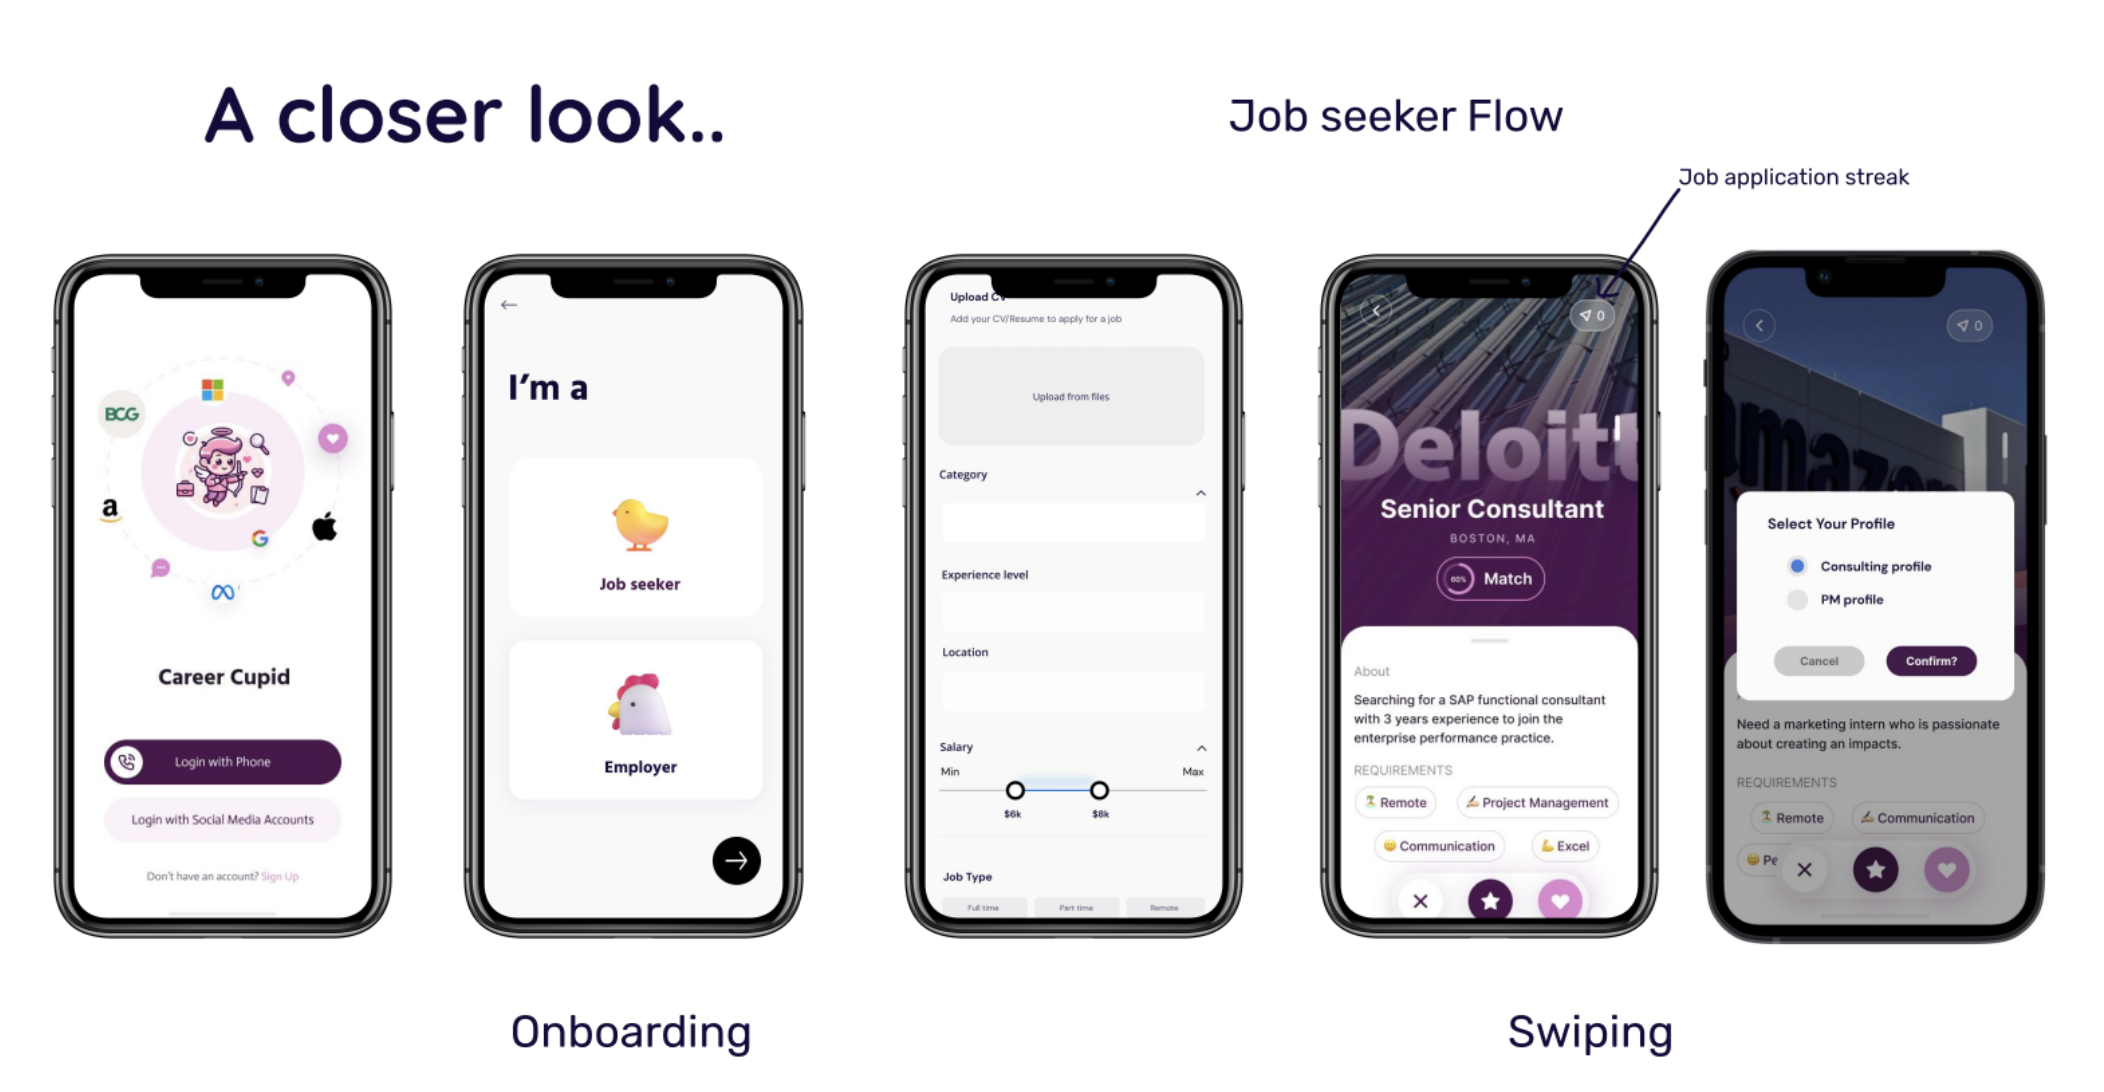 A closer look..
Job seeker Flow
Job application streak
BCG
a
G
Career Cupid
Login with Phone
Login with Social Media Accounts
Don't have an account? Sign Up
I'm a
Job seeker
Employer
Upload CV
Add your CV/Resume to apply for a job
Upload from files
Category
Experience level
Location
Salary
Min
Max
$6k
$8k
Job Type
Full time
Part time
Remote
0
Deloitt
Senior Consultant
BOSTON, MA
60%
Match
About
Searching for a SAP functional consultant
with 3 years experience to join the
enterprise performance practice.
REQUIREMENTS
Remote
Project Management
Communication
Excel
0
amazon
Select Your Profile
Consulting profile
PM profile
Cancel
Confirm?
Need a marketing intern who is passionate
about creating an impacts.
REQUIREMENTS
Remote
Communication
Pe
Onboarding
Swiping